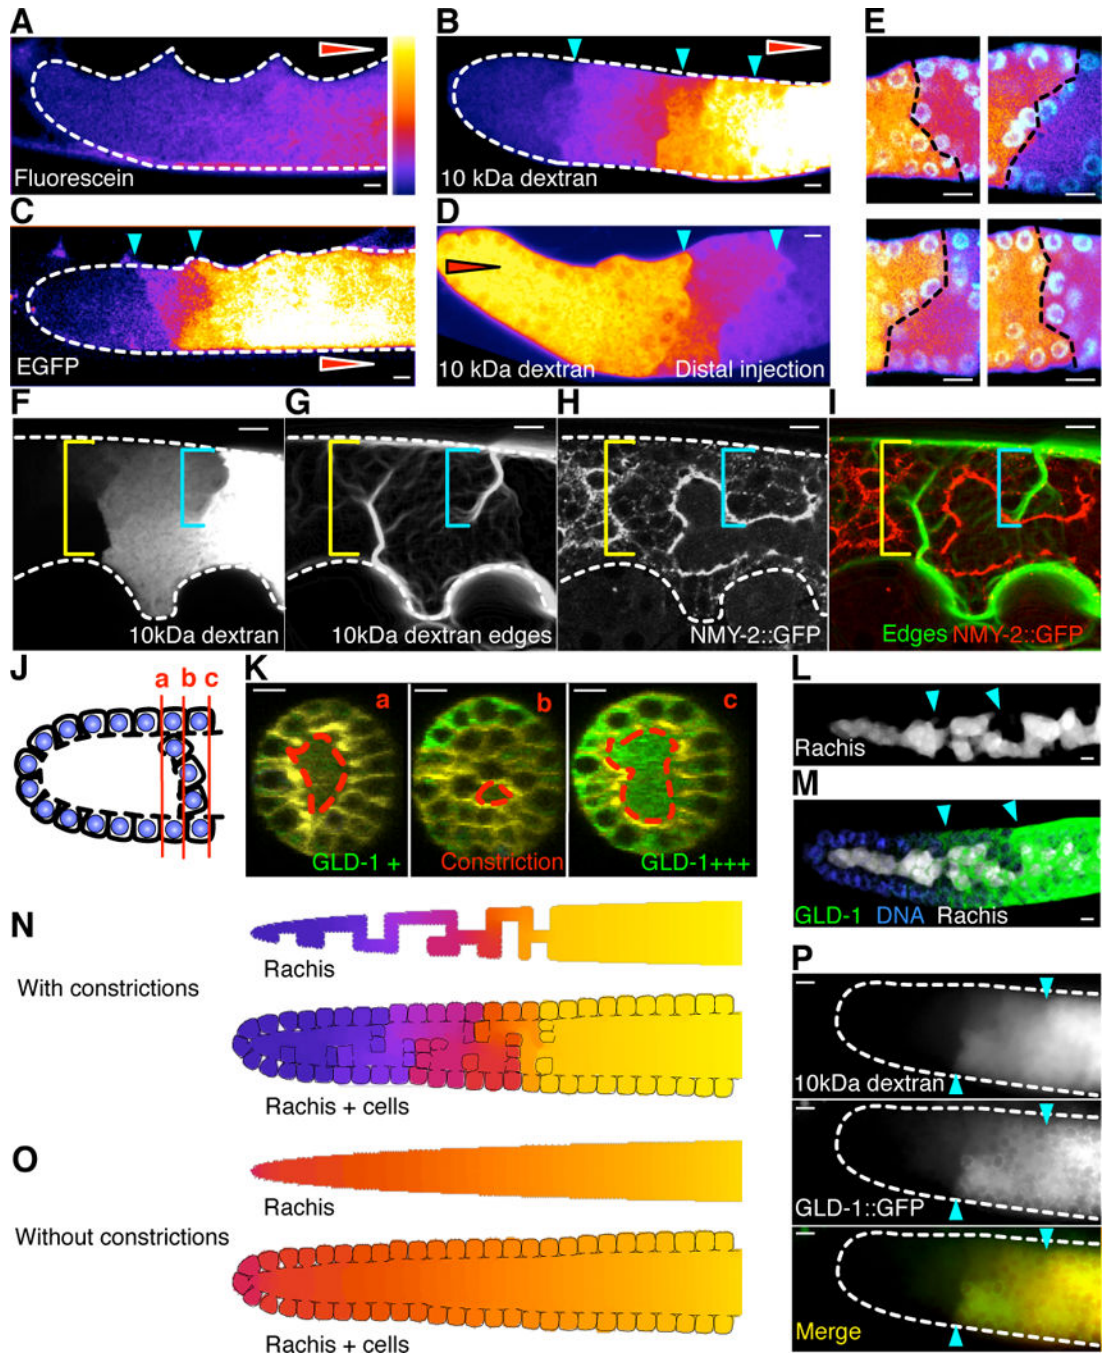 A
B
E
Fluorescein
10 kDa dextran
C
D
EGFP
10 kDa dextran
Distal injection
F
G
H
I
10kDa dextran
10kDa dextran edges
NMY-2::GFP
Edges NMY-2::GFP
J
a b c
K
a
b
c
GLD-1 +
Constriction
GLD-1+++
L
Rachis
M
GLD-1 DNA Rachis
N
Rachis
With constrictions
Rachis + cells
O
Rachis
Without constrictions
Rachis + cells
P
10kDa dextran
GLD-1::GFP
Merge